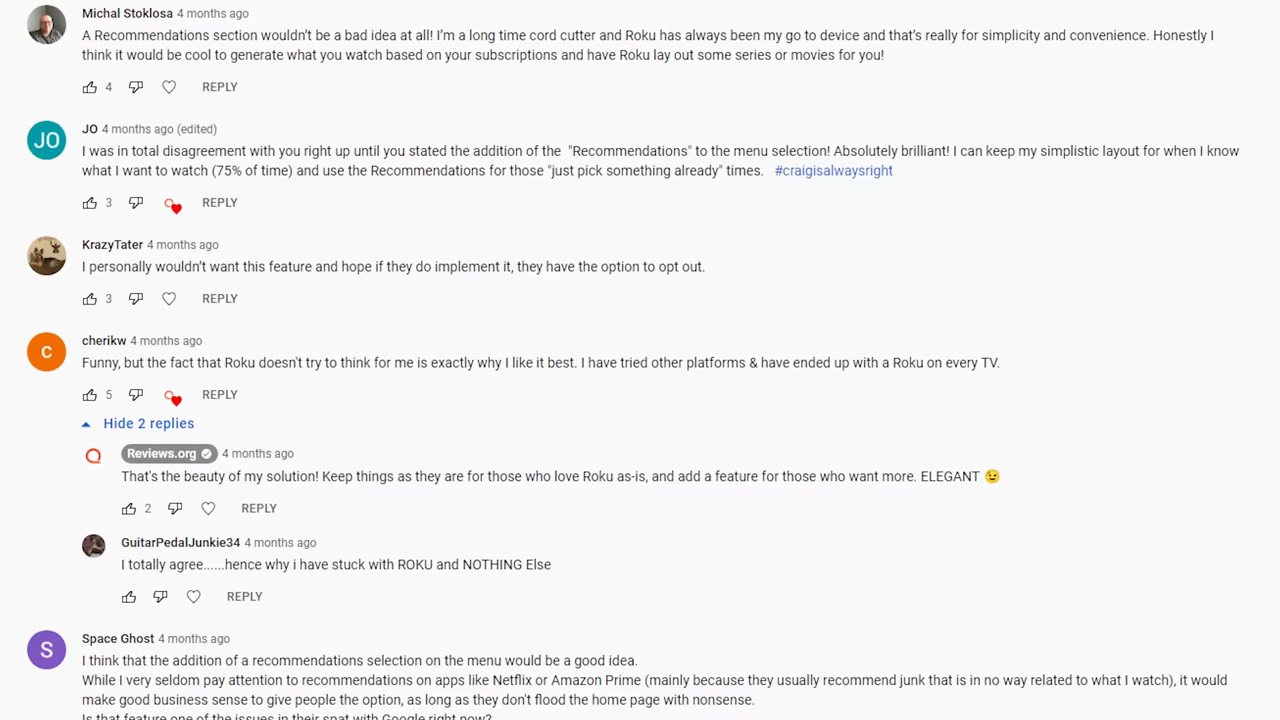 Michal Stoklosa 4 months ago
A Recommendations section wouldn't be a bad idea at all! I'm a long time cord cutter and Roku has always been my go to device and that's really for simplicity and convenience. Honestly I
think it would be cool to generate what you watch based on your subscriptions and have Roku lay out some series or movies for you!
4 REPLY
JO JO 4 months ago (edited)
I was in total disagreement with you right up until you stated the addition of the "Recommendations" to the menu selection! Absolutely brilliant! I can keep my simplistic layout for when I know
what I want to watch (75% of time) and use the Recommendations for those "just pick something already" times. #craigisalwaysright
3 REPLY
KrazyTater 4 months ago
I personally wouldn't want this feature and hope if they do implement it, they have the option to opt out.
3 REPLY
C cherikw 4 months ago
Funny, but the fact that Roku doesn't try to think for me is exactly why I like it best. I have tried other platforms & have ended up with a Roku on every TV.
5 REPLY
Hide 2 replies
Reviews.org 4 months ago
That's the beauty of my solution! Keep things as they are for those who love Roku as-is, and add a feature for those who want more. ELEGANT 😉
2 REPLY
GuitarPedalJunkie34 4 months ago
I totally agree......hence why i have stuck with ROKU and NOTHING Else
REPLY
S Space Ghost 4 months ago
I think that the addition of a recommendations selection on the menu would be a good idea.
While I very seldom pay attention to recommendations on apps like Netflix or Amazon Prime (mainly because they usually recommend junk that is in no way related to what I watch), it would
make good business sense to give people the option, as long as they don't flood the home page with nonsense.
Is that feature one of the issues in their spat with Google right now?